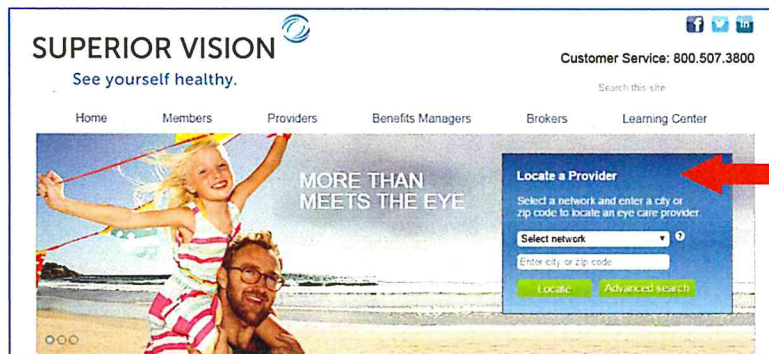 SUPERIOR VISION
See yourself healthy.
Customer Service: 800.507.3800
Search this site
Home Members Providers Benefits Managers Brokers Learning Center
MORE THAN
MEETS THE EYE
Locate a Provider
Select a network and enter a city or
zip code to locate an eye care provider.
Select network ?
Enter city or zip code
Locate Advanced search